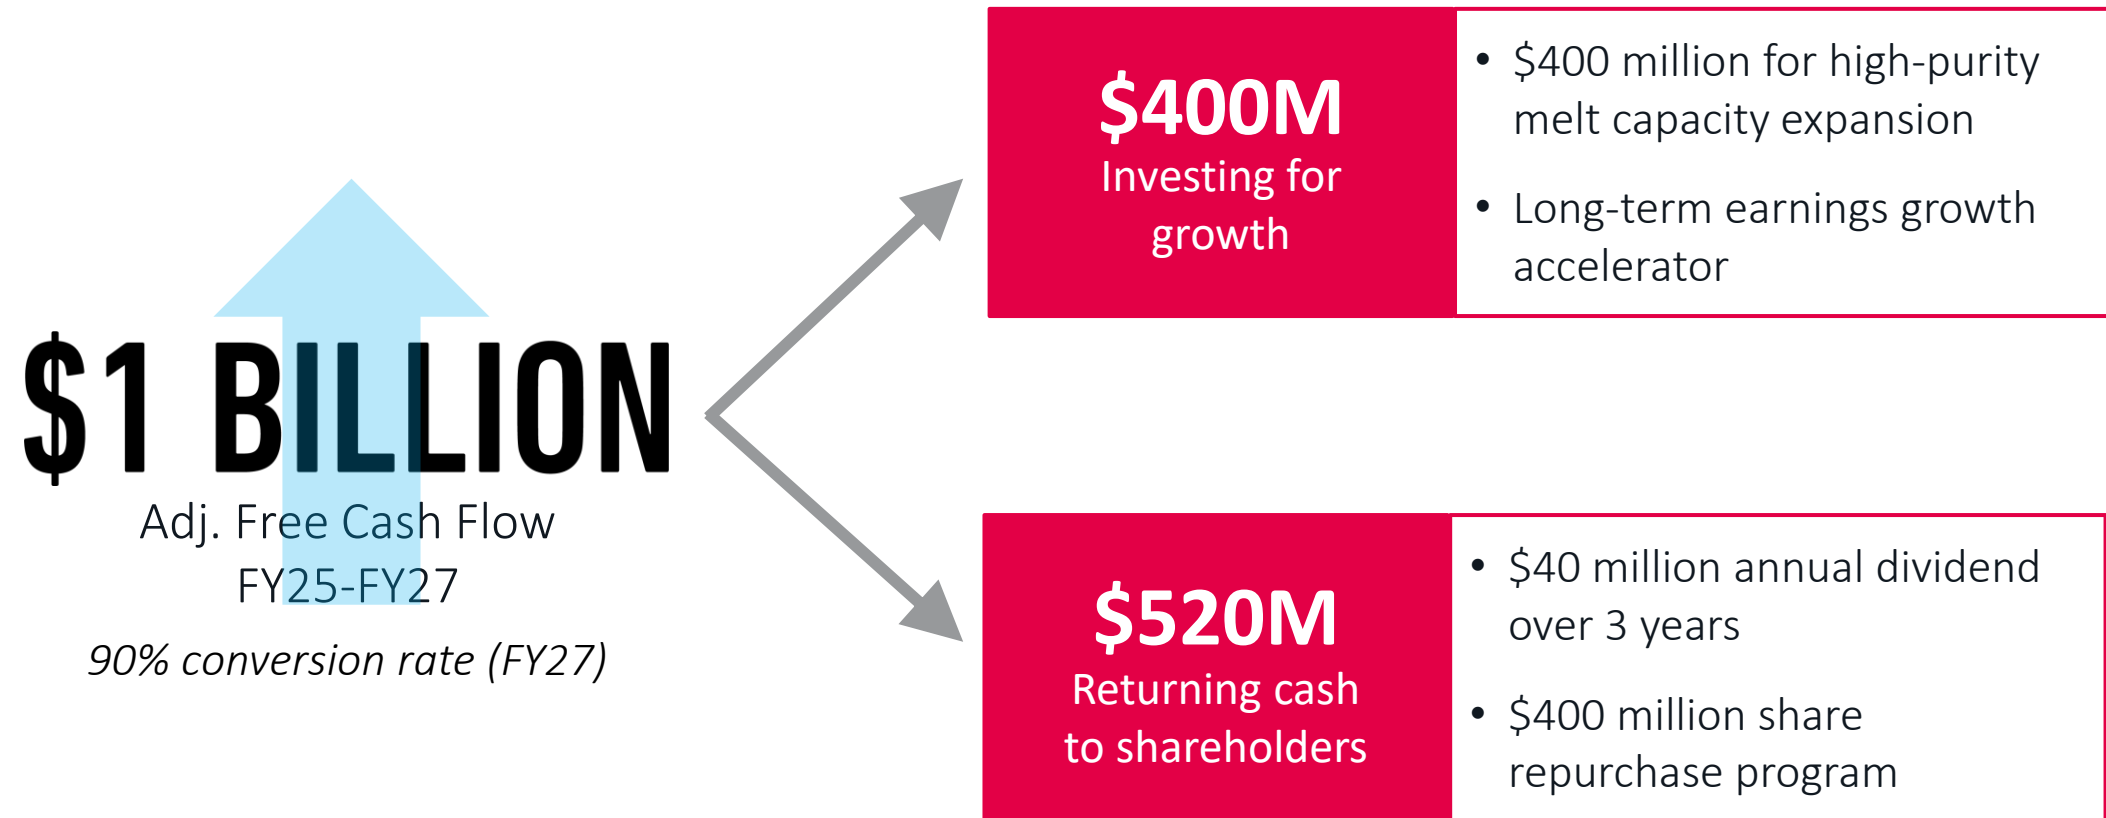 $1 BILLION
Adj. Free Cash Flow
FY25-FY27
90% conversion rate (FY27)
$400M
Investing for
growth
• $400 million for high-purity
melt capacity expansion
• Long-term earnings growth
accelerator
$520M
Returning cash
to shareholders
• $40 million annual dividend
over 3 years
• $400 million share
repurchase program